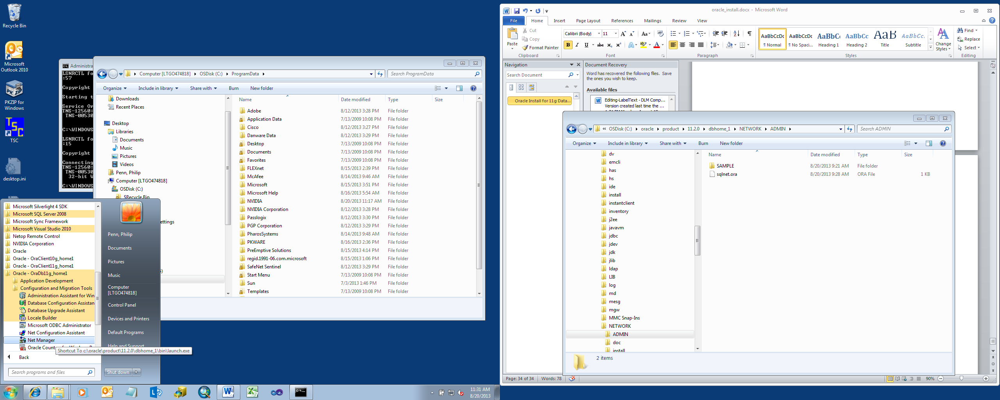 Recycle Bin
Microsoft
Outlook 2010
PKZIP for
Windows
TSC
desktop.ini
Administra
LSNRCTL fo
:57
Copyright
Starting t
Service Or
TNS-12560:
TNS-00530
C:\WINDOWS
LSNRCTL fo
:15
Copyright
Connecting
TNS-12560:
TNS-00530
32-bit W
C:\WINDOWS
Computer [LTGO474818]
OSDisk (C:)
ProgramData
Search ProgramData
Organize
Include in library
Share with
Burn
New folder
Downloads
Recent Places
Desktop
Libraries
Documents
Music
Pictures
Videos
Penn, Philip
Computer [LTGO474818]
OSDisk (C:)
$Recycle.Bin
ettings
Name Date modified Type Size
Adobe 8/12/2013 3:28 PM File folder
Application Data 7/13/2009 10:08 PM File folder
Cisco 8/12/2013 3:27 PM File folder
Danware Data 8/12/2013 3:29 PM File folder
Desktop 7/13/2009 10:08 PM File folder
Documents 7/13/2009 10:08 PM File folder
Favorites 7/13/2009 10:08 PM File folder
FLEXnet 8/15/2013 2:39 PM File folder
McAfee 8/14/2013 9:46 AM File folder
Microsoft 8/15/2013 3:51 PM File folder
Microsoft Help 8/16/2013 5:54 AM File folder
NVIDIA 8/20/2013 11:17 AM File folder
NVIDIA Corporation 8/12/2013 3:28 PM File folder
Passlogix 8/12/2013 3:30 PM File folder
PGP Corporation 8/12/2013 3:29 PM File folder
PharosSystems 8/14/2013 9:48 AM File folder
PKWARE 8/16/2013 2:36 PM File folder
PreEmptive Solutions 8/15/2013 4:14 PM File folder
regid.1991-06.com.microsoft 8/15/2013 1:06 PM File folder
SafeNet Sentinel 8/12/2013 3:29 PM File folder
Start Menu 7/13/2009 10:08 PM File folder
Sun 7/3/2013 1:46 PM File folder
Templates 7/13/2009 10:08 PM File folder
Microsoft Silverlight 4 SDK
Microsoft SQL Server 2008
Microsoft Sync Framework
Microsoft Visual Studio 2010
Netop Remote Control
NVIDIA Corporation
Oracle
Oracle - OraClient10g_home1
Oracle - OraClient11g_home1
Oracle - OraDb11g_home1
Application Development
Configuration and Migration Tools
Administration Assistant for Win
Database Configuration Assistan
Database Upgrade Assistant
Locale Builder
Microsoft ODBC Administrator
Net Configuration Assistant
Net Manager
Oracle Coun
Shortcut To c:\oracle\product\11.2.0\dbhome_1\bin\launch.exe
Back
Search programs and files
Penn, Philip
Documents
Pictures
Music
Computer
[LTGO474818]
Control Panel
Devices and Printers
Default Programs
Help and Support
Shut down
11:31 AM
8/20/2013
oracle_install.docx - Microsoft Word
File Home Insert Page Layout References Mailings Review View
Paste
Cut
Copy
Format Painter
Clipboard
Calibri (Body) 11
Font
Paragraph
AaBbCcDc AaBbCcDc AaBbC AaBbCc AaB AaBbCc.
¶ Normal ¶ No Spaci... Heading 1 Heading 2 Title Subtitle
Styles
Change
Styles
Find
Replace
Select
Editing
Navigation
Search Document
Oracle Install for 11g Data...
Document Recovery
Word has recovered the following files. Save
the ones you wish to keep.
Available files
Editing-LabelText - DLM Comp...
Version created last time the ...
OSDisk (C:)
oracle
product
11.2.0
dbhome_1
NETWORK
ADMIN
Search ADMIN
Organize
Include in library
Share with
Burn
New folder
dv
emcli
has
hs
ide
install
instantclient
inventory
j2ee
javavm
jdbc
jdev
jdk
jlib
ldap
LIB
log
md
mesg
mgw
MMC Snap-Ins
NETWORK
ADMIN
doc
install
Name Date modified Type Size
SAMPLE 8/20/2013 9:21 AM File folder
sqlnet.ora 8/20/2013 9:28 AM ORA File 1 KB
2 items
Page: 34 of 34 Words: 78
90%